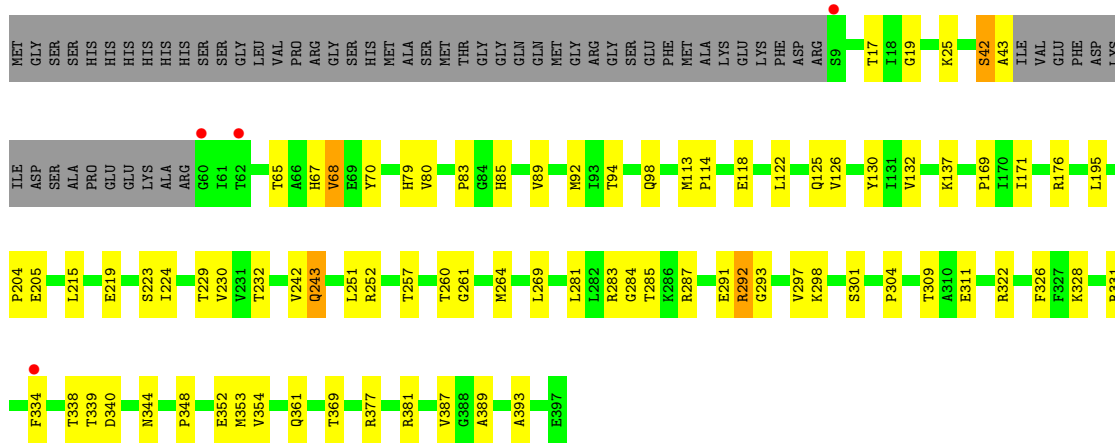 MET GLY SER SER HIS HIS HIS HIS HIS HIS SER SER GLY LEU VAL PRO ARG GLY SER HIS MET ALA SER MET THR GLY GLY GLN GLN MET GLY ARG GLY SER GLU PHE MET ALA LYS GLU LYS PHE ASP ARG S9 T17 I18 G19 K25 S42 A43 ILE VAL GLU PHE ASP
ILE ASP SER ALA PRO GLU GLU LYS ALA ARG G60 I61 T62 T65 A66 H67 V68 E69 Y70 H79 V80 P83 G84 H85 V89 M92 I93 T94 Q98 M113 P114 E118 L122 Q125 V126 Y130 I131 V132 K137 P169 I170 I171 R176 L195
P204 E205 L215 E219 S223 I224 T229 V230 V231 T232 V242 Q243 L251 R252 T257 T260 G261 M264 L269 L281 L282 R283 G284 T285 K286 R287 E291 R292 G293 V297 K298 S301 P304 T309 A310 E311 R322 F326 F327 K328
F334 T338 T339 D340 N344 P348 E352 M353 V354 Q361 T369 R377 R381 V387 G388 A389 A393 E397